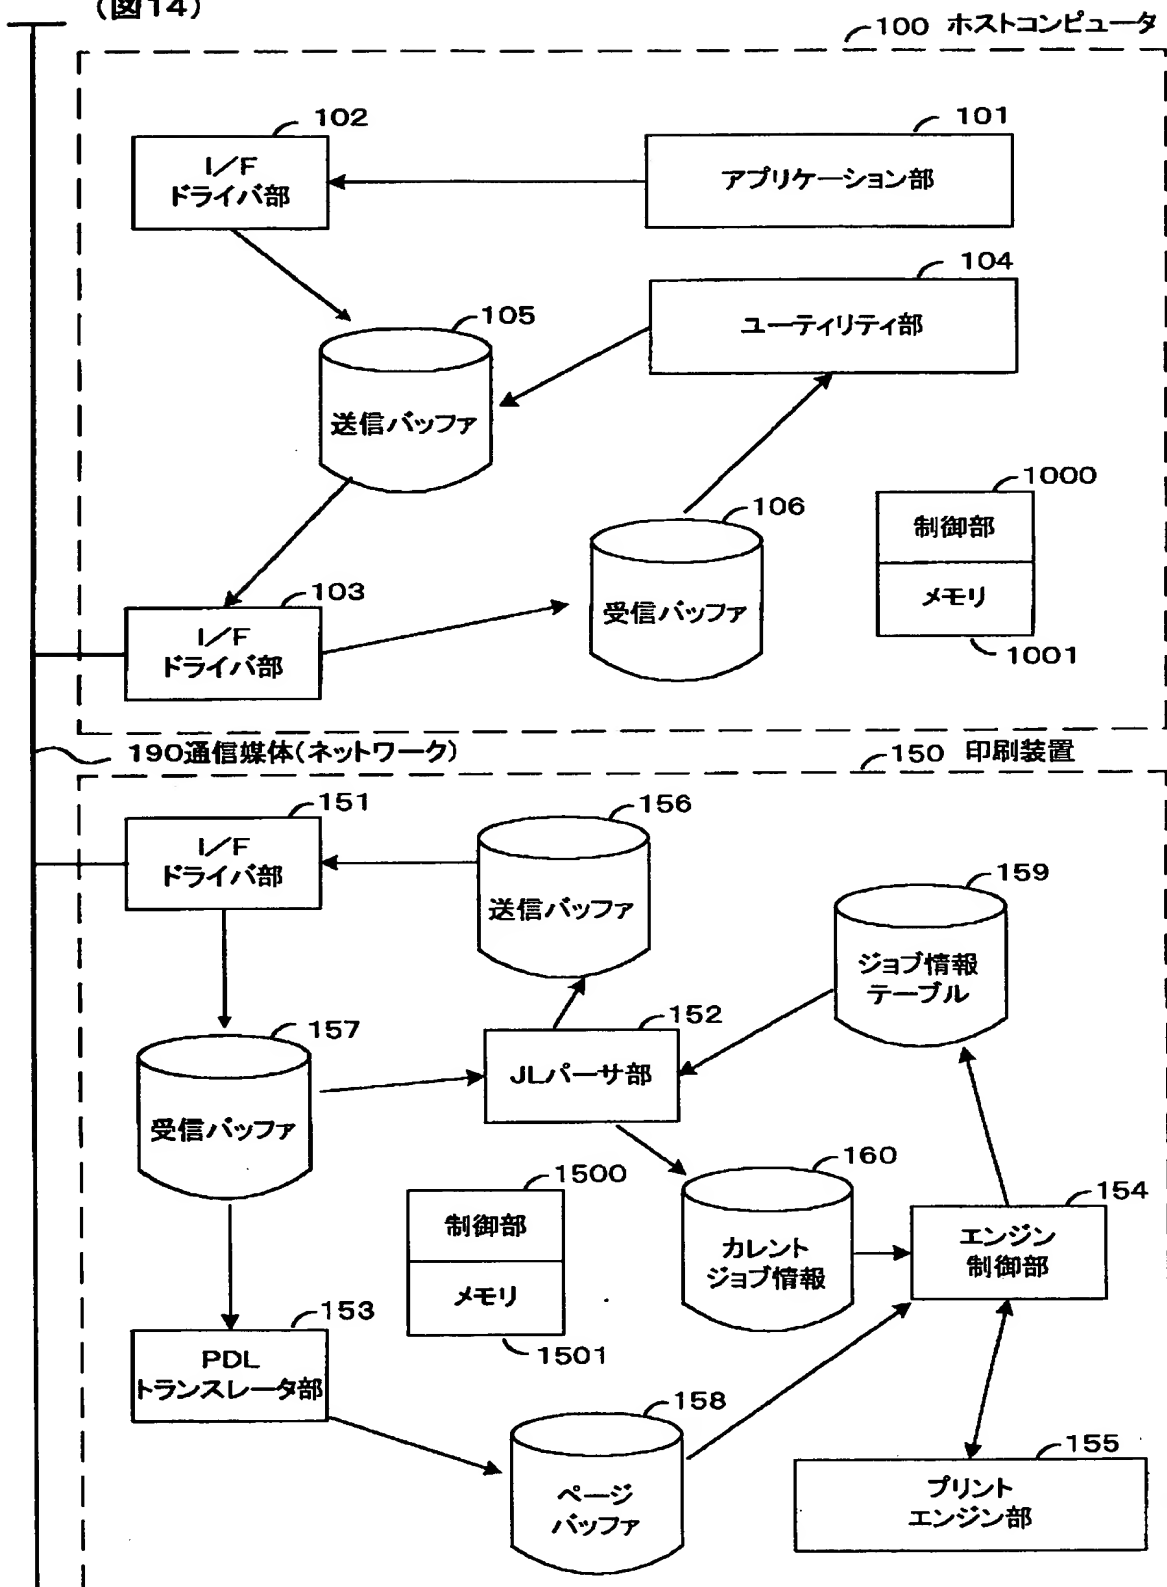 (図14)
100 ホストコンピュータ
102
I/F
ドライバ部
101
アプリケーション部
104
ユーティリティ部
105
送信バッファ
106
受信バッファ
1000
制御部
メモリ
1001
103
I/F
ドライバ部
190通信媒体(ネットワーク)
150 印刷装置
151
I/F
ドライバ部
156
送信バッファ
159
ジョブ情報
テーブル
157
受信バッファ
152
JLパーサ部
160
カレント
ジョブ情報
154
エンジン
制御部
1500
制御部
メモリ
1501
153
PDL
トランスレータ部
158
ページ
バッファ
155
プリント
エンジン部